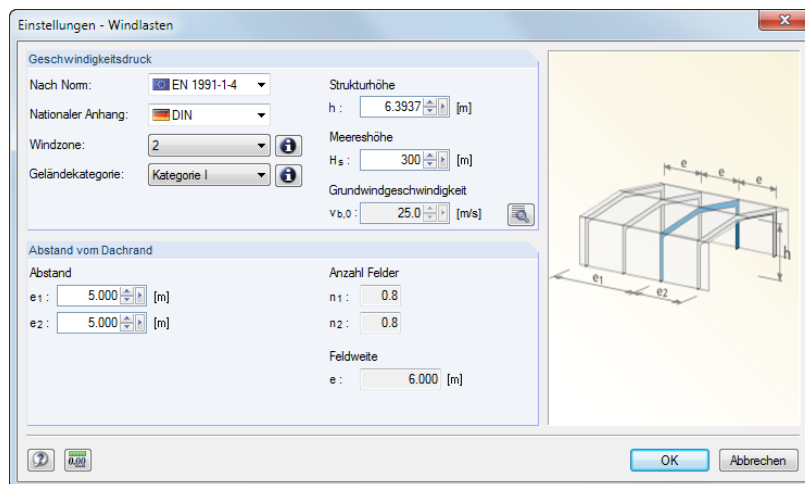 Einstellungen - Windlasten
Geschwindigkeitsdruck
Nach Norm: EN 1991-1-4
Nationaler Anhang: DIN
Windzone: 2
Geländekategorie: Kategorie I
Strukturhöhe
h : 6.3937 [m]
Meereshöhe
Hs : 300 [m]
Grundwindgeschwindigkeit
vb,0 : 25.0 [m/s]
Abstand vom Dachrand
Abstand
e1 : 5.000 [m]
e2 : 5.000 [m]
Anzahl Felder
n1 : 0.8
n2 : 0.8
Feldweite
e : 6.000 [m]
e
e
e
h
e1
e2
0.00
OK
Abbrechen